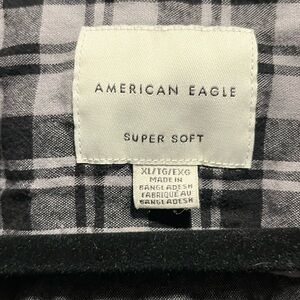 AMERICAN EAGLE
SUPER SOFT
XL/TG/EXG
MADE IN
BANGLADESH
FABRIQUÉ AU
BANGLADESH